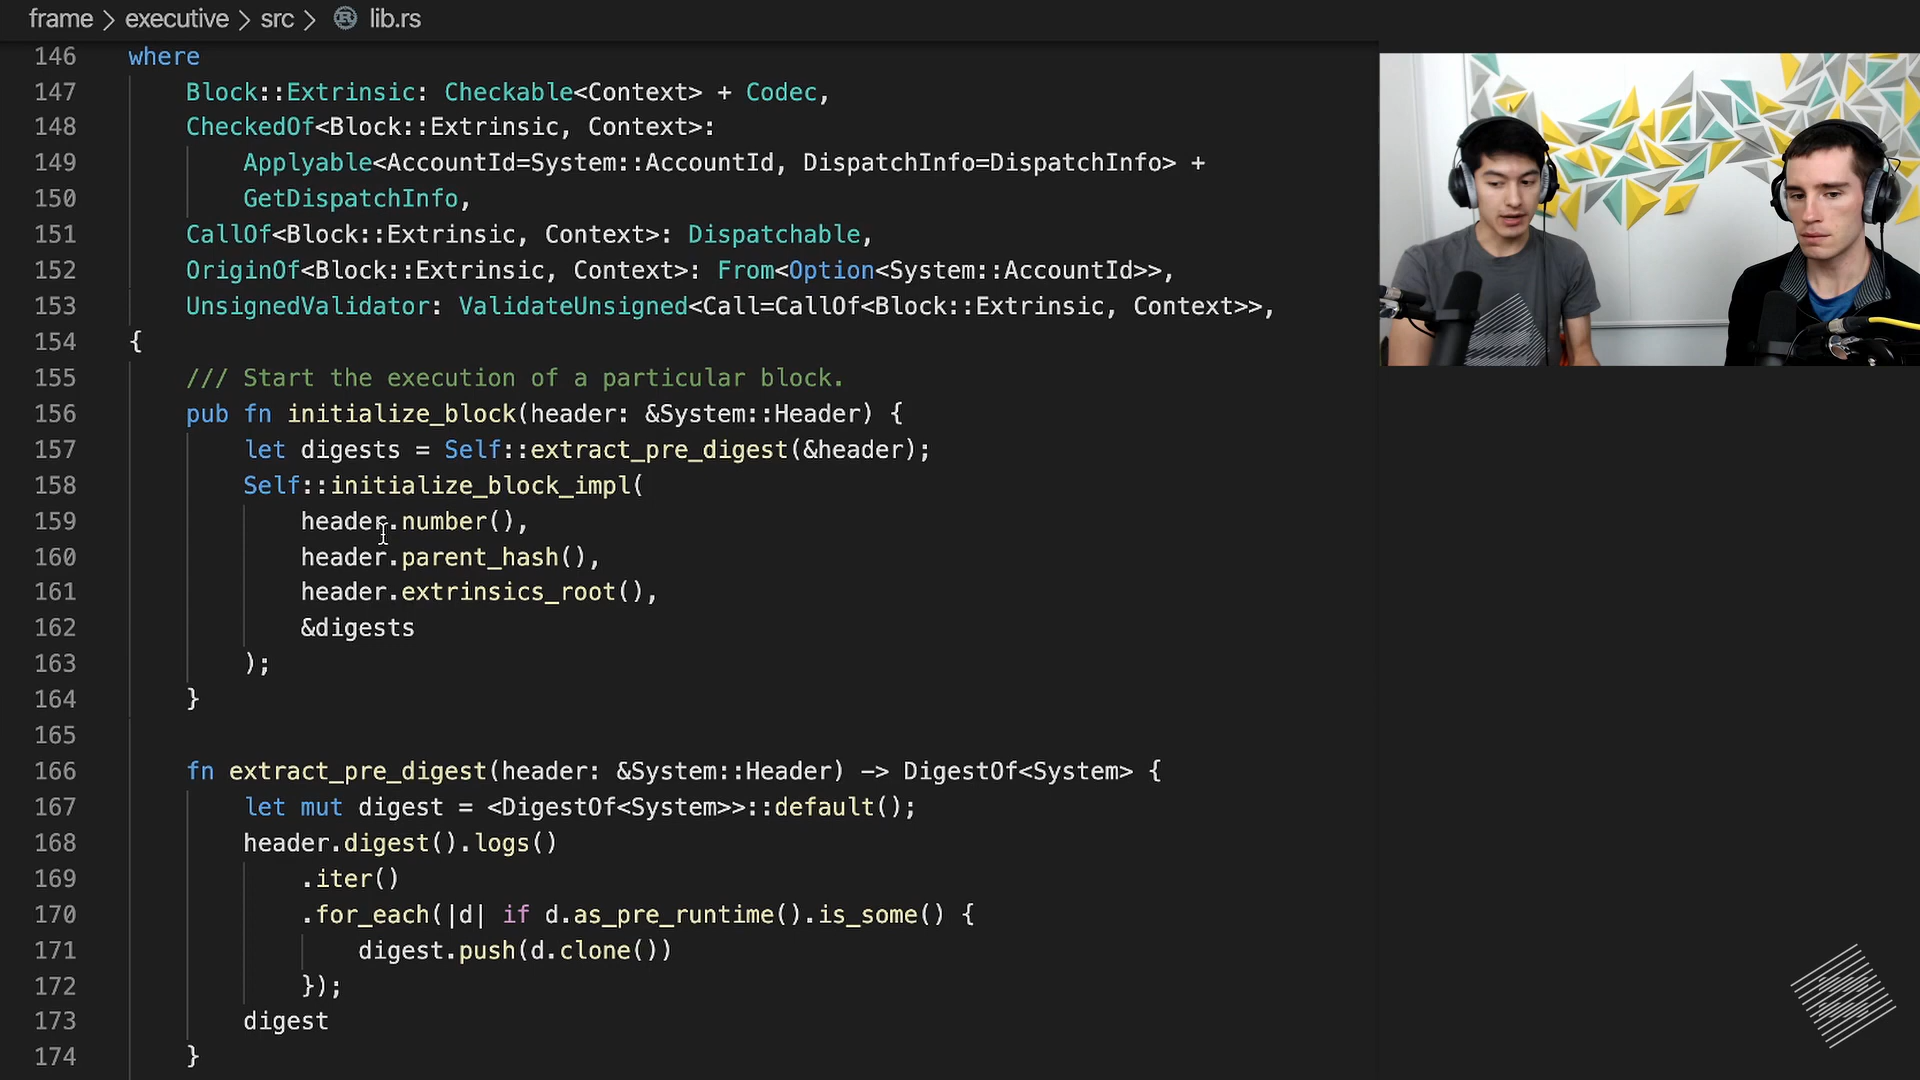 frame > executive > src > lib.rs
146 where
147 Block::Extrinsic: Checkable<Context> + Codec,
148 CheckedOf<Block::Extrinsic, Context>:
149 Applyable<AccountId=System::AccountId, DispatchInfo=DispatchInfo> +
150 GetDispatchInfo,
151 CallOf<Block::Extrinsic, Context>: Dispatchable,
152 OriginOf<Block::Extrinsic, Context>: From<Option<System::AccountId>>,
153 UnsignedValidator: ValidateUnsigned<Call=CallOf<Block::Extrinsic, Context>>,
154 {
155 /// Start the execution of a particular block.
156 pub fn initialize_block(header: &System::Header) {
157 let digests = Self::extract_pre_digest(&header);
158 Self::initialize_block_impl(
159 header.number(),
160 header.parent_hash(),
161 header.extrinsics_root(),
162 &digests
163 );
164 }
165
166 fn extract_pre_digest(header: &System::Header) -> DigestOf<System> {
167 let mut digest = <DigestOf<System>>::default();
168 header.digest().logs()
169 .iter()
170 .for_each(|d| if d.as_pre_runtime().is_some() {
171 digest.push(d.clone())
172 });
173 digest
174 }